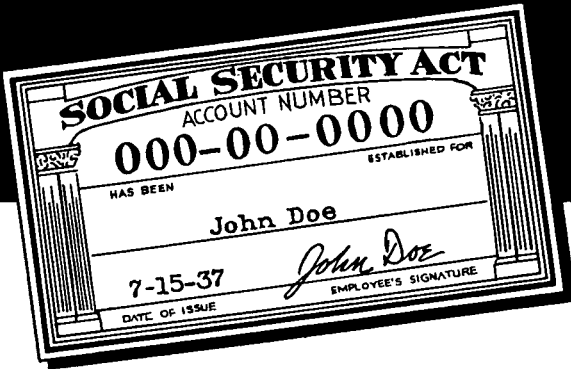 SOCIAL SECURITY ACT
ACCOUNT NUMBER
000-00-0000
HAS BEEN ESTABLISHED FOR
John Doe
7-15-37 John Doe
DATE OF ISSUE EMPLOYEE'S SIGNATURE